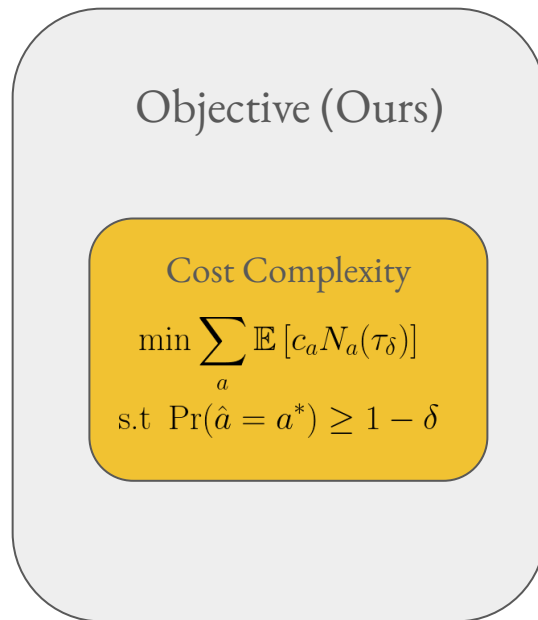 Objective (Ours)
Cost Complexity
min ∑_a 𝔼 [c_a N_a(τ_δ)]
s.t Pr(â = a*) ≥ 1 − δ